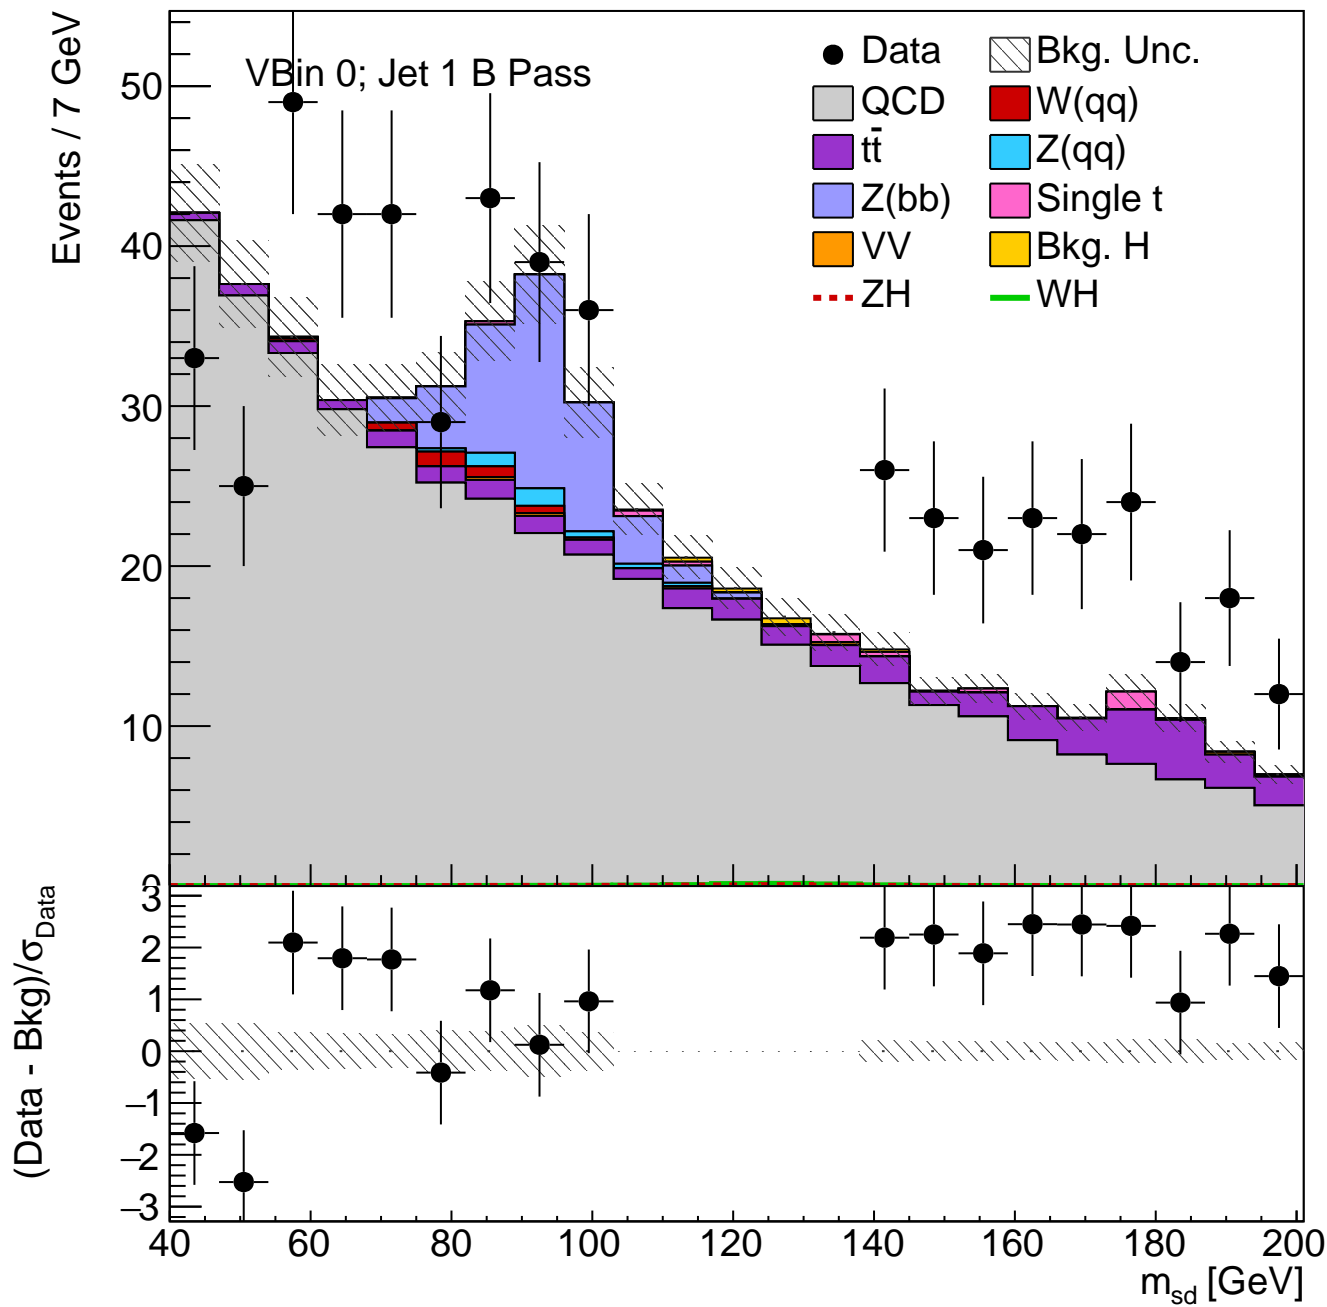 VBin 0; Jet 1 B Pass
Events / 7 GeV
50
40
30
20
10
0
Data
Bkg. Unc.
QCD
W(qq)
tt̄
Z(qq)
Z(bb)
Single t
VV
Bkg. H
ZH
WH
(Data - Bkg)/σData
3
2
1
0
−1
−2
−3
40 60 80 100 120 140 160 180 200
msd [GeV]